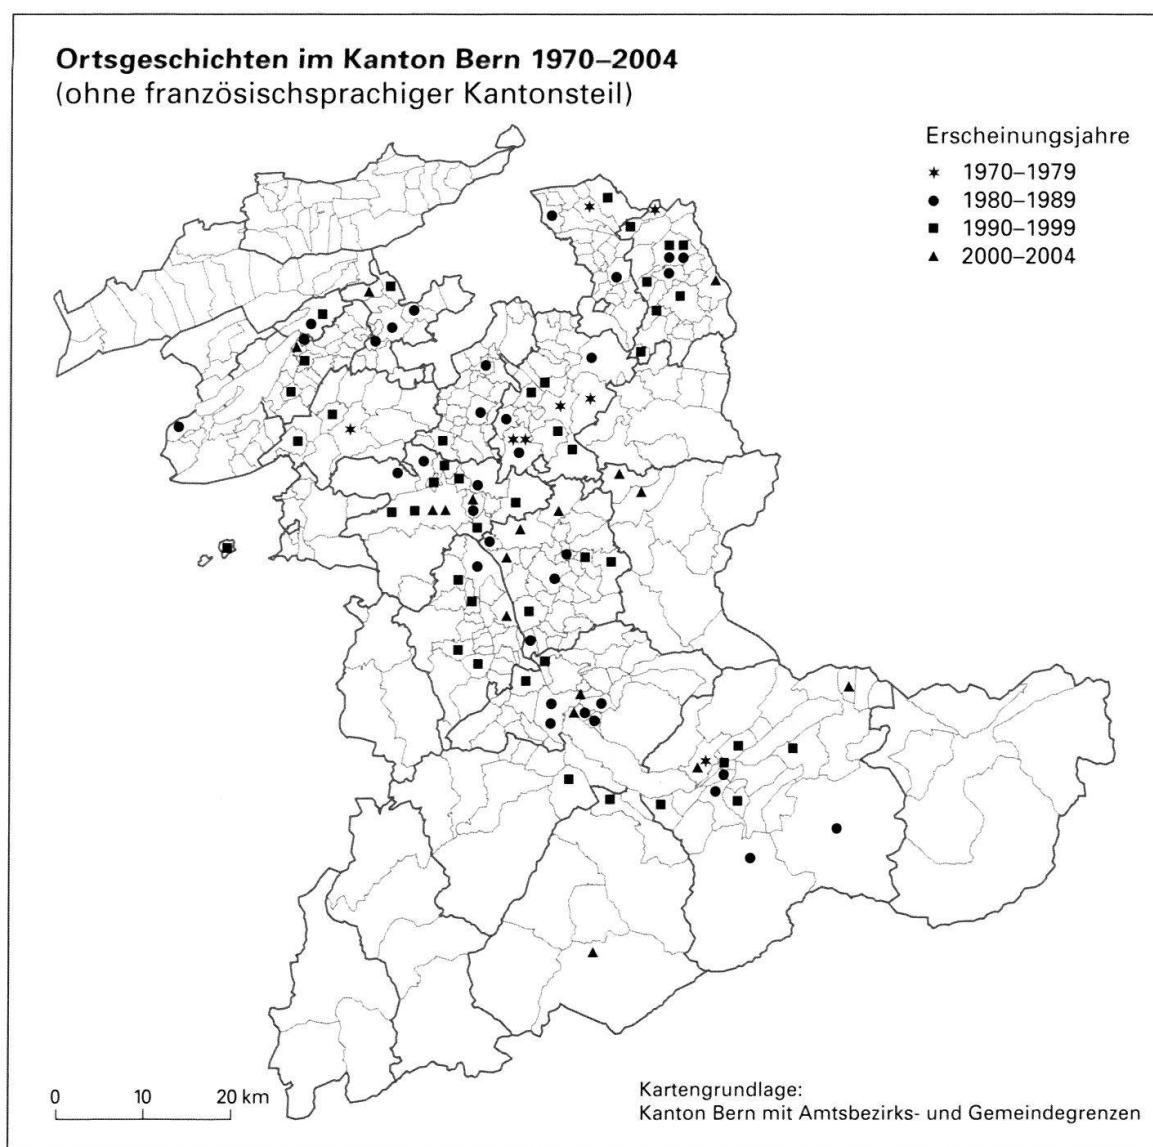 Ortsgeschichten im Kanton Bern 1970–2004
(ohne französischsprachiger Kantonsteil)
Erscheinungsjahre
1970–1979
1980–1989
1990–1999
2000–2004
0 10 20 km
Kartengrundlage:
Kanton Bern mit Amtsbezirks- und Gemeindegrenzen